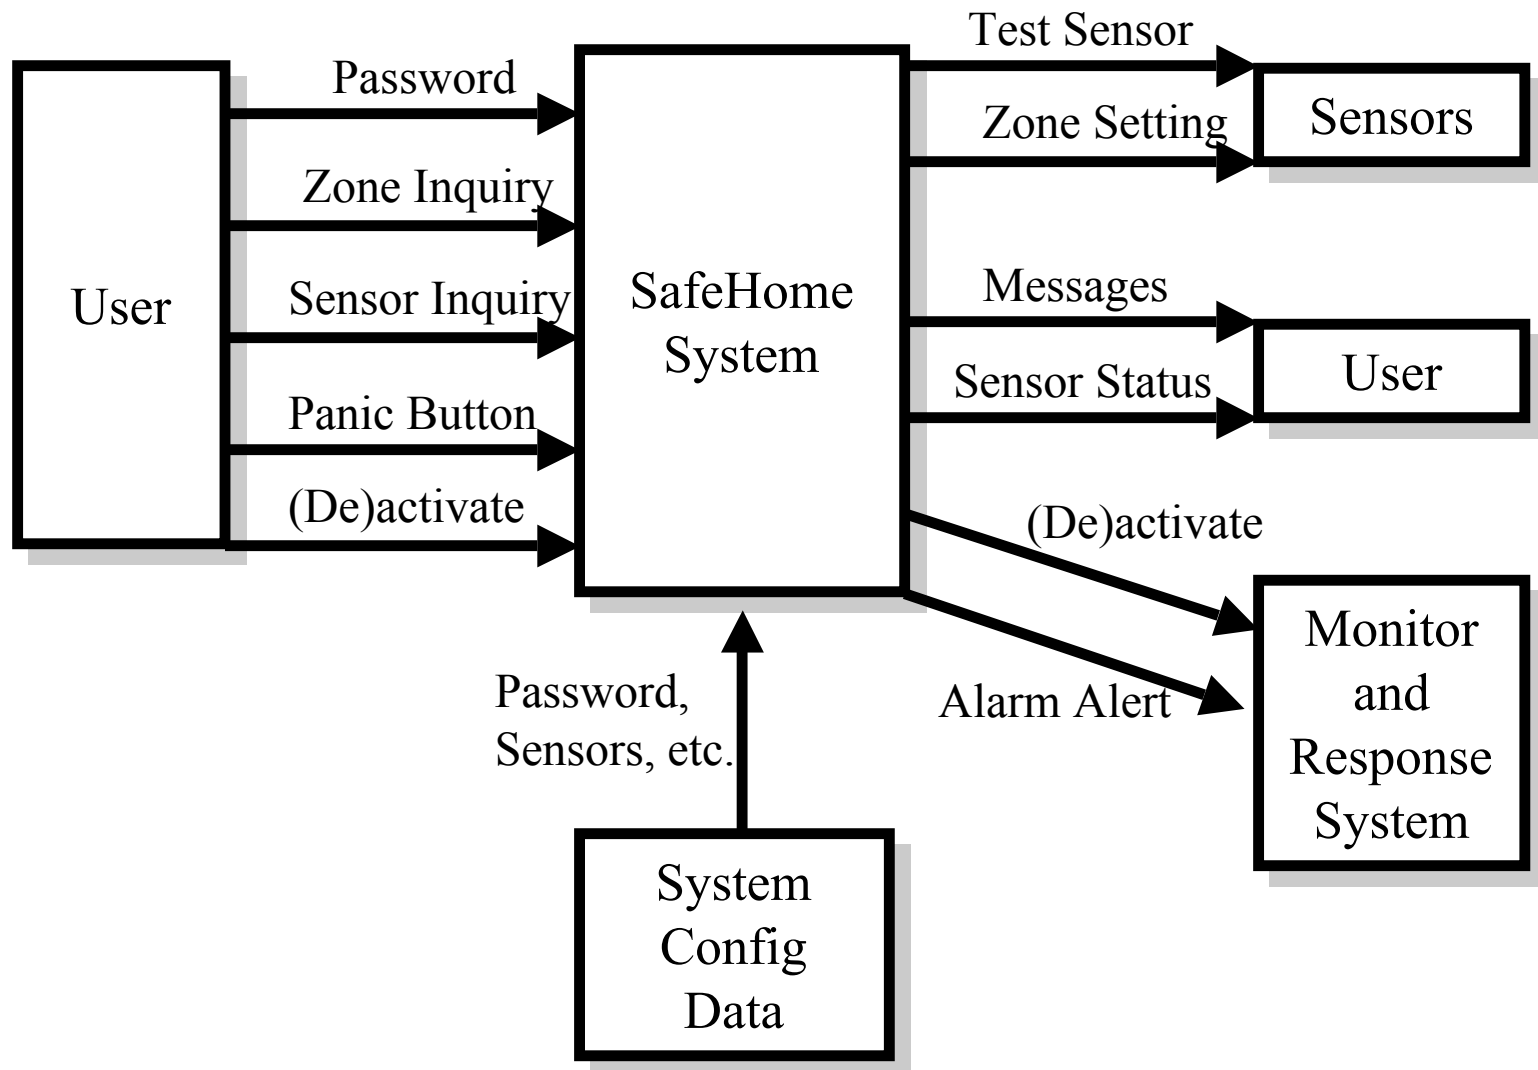 User
Password
Zone Inquiry
Sensor Inquiry
Panic Button
(De)activate
SafeHome
System
Test Sensor
Zone Setting
Sensors
Messages
Sensor Status
User
(De)activate
Alarm Alert
Monitor
and
Response
System
Password,
Sensors, etc.
System
Config
Data